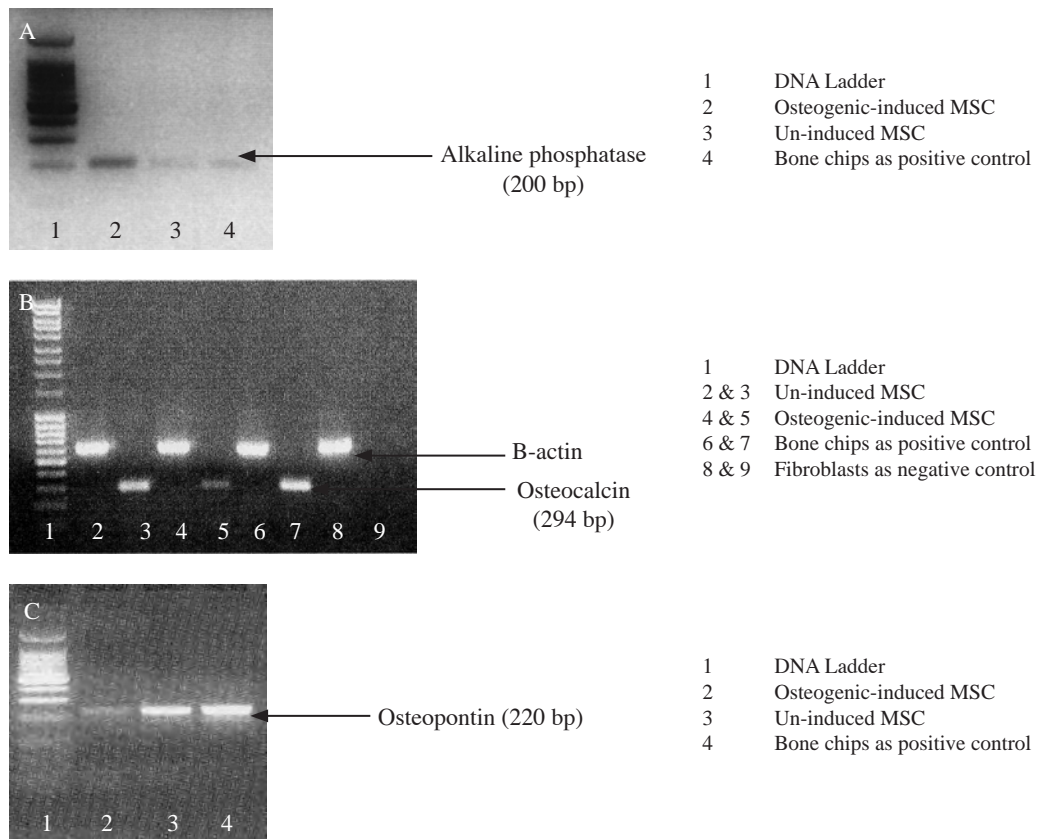 A
1 2 3 4
Alkaline phosphatase
(200 bp)
1 DNA Ladder
2 Osteogenic-induced MSC
3 Un-induced MSC
4 Bone chips as positive control
B
1 2 3 4 5 6 7 8 9
B-actin
Osteocalcin
(294 bp)
1 DNA Ladder
2 & 3 Un-induced MSC
4 & 5 Osteogenic-induced MSC
6 & 7 Bone chips as positive control
8 & 9 Fibroblasts as negative control
C
1 2 3 4
Osteopontin (220 bp)
1 DNA Ladder
2 Osteogenic-induced MSC
3 Un-induced MSC
4 Bone chips as positive control